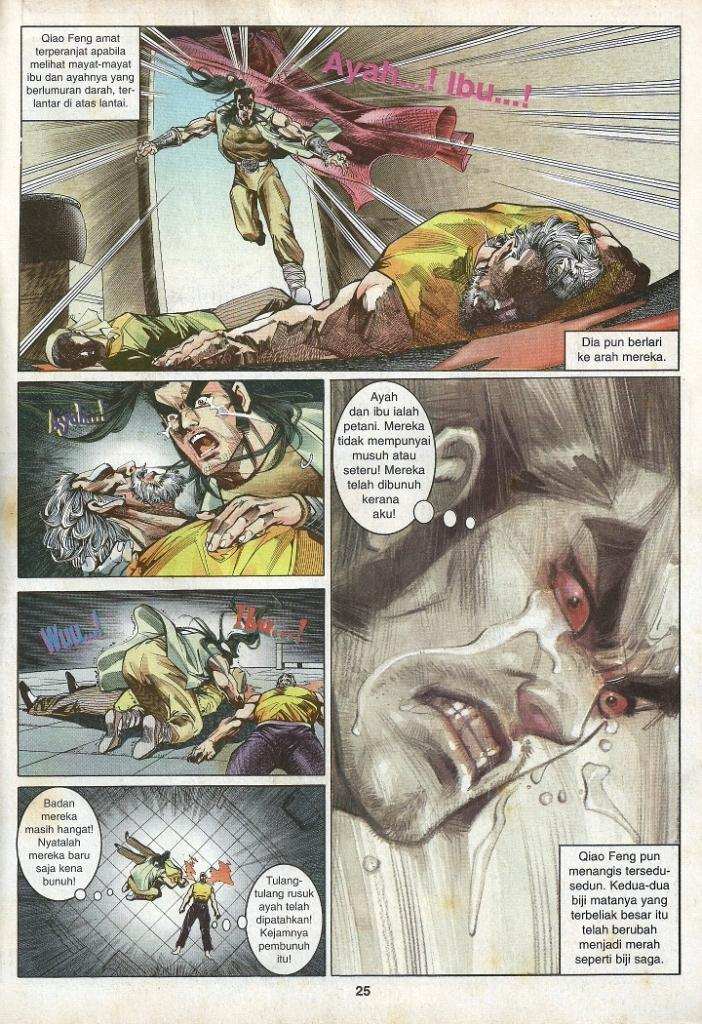 Qiao Feng amat
terperanjat apabila
melihat mayat-mayat
ibu dan ayahnya yang
berlumuran darah, ter-
lantar di atas lantai.
Ayah....! Ibu....!
Dia pun berlari
ke arah mereka.
Ayah
dan ibu ialah
petani. Mereka
tidak mempunyai
musuh atau
seteru! Mereka
telah dibunuh
kerana
aku!
Wuu...!
Badan
mereka
masih hangat!
Nyatalah
mereka baru
saja kena
bunuh!
Tulang-
tulang rusuk
ayah telah
dipatahkan!
Kejamnya
pembunuh
itu!
Qiao Feng pun
menangis tersedu-
sedun. Kedua-dua
biji matanya yang
terbeliak besar itu
telah berubah
menjadi merah
seperti biji saga.
25